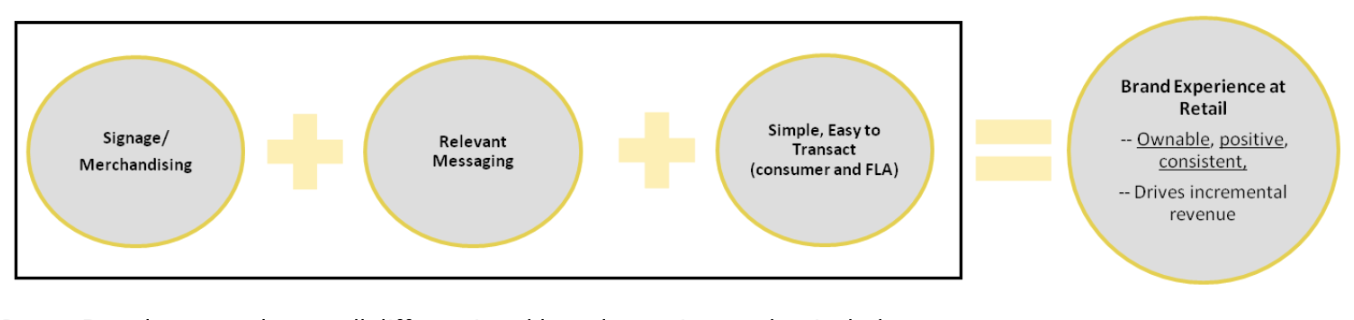 Signage/
Merchandising
Relevant
Messaging
Simple, Easy to
Transact
(consumer and FLA)
Brand Experience at
Retail
-- Ownable, positive,
consistent,
-- Drives incremental
revenue